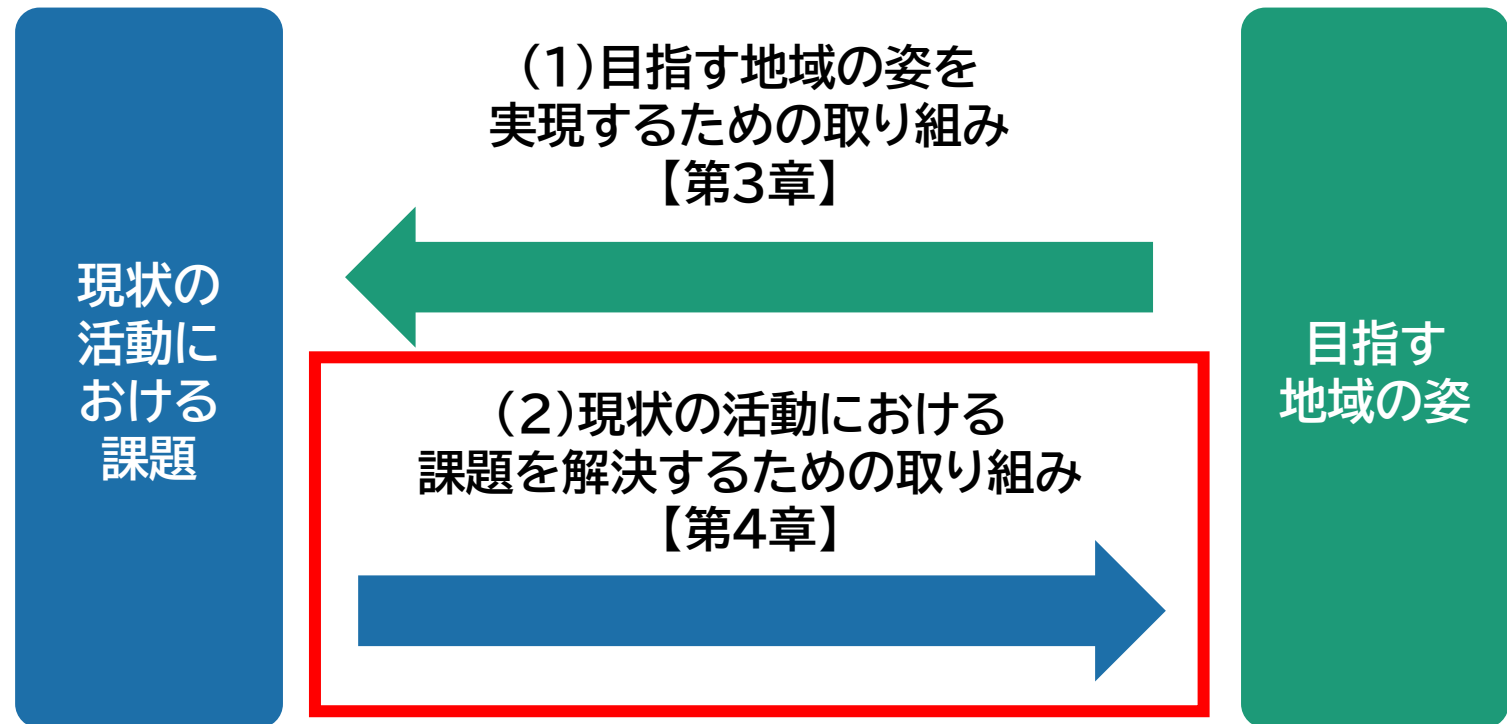 現状の
活動に
おける
課題
(1)目指す地域の姿を
実現するための取り組み
【第3章】
(2)現状の活動における
課題を解決するための取り組み
【第4章】
目指す
地域の姿